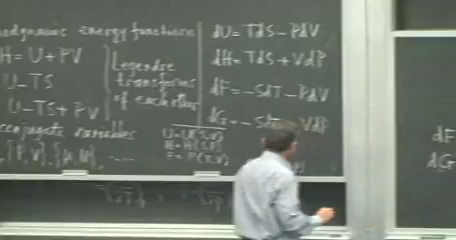 odynamic energy functions
H = U + PV
U - TS
U - TS + PV
Legendre
transforms
of each other
conjugate variables
{P,V}, {μ,N}, .....
dU = TdS - PdV
dH = TdS + VdP
dF = -SdT - PdV
dG = -SdT VdP
U = U(S,V)
H = H(S,P)
F = F(T,V)
dF
dG